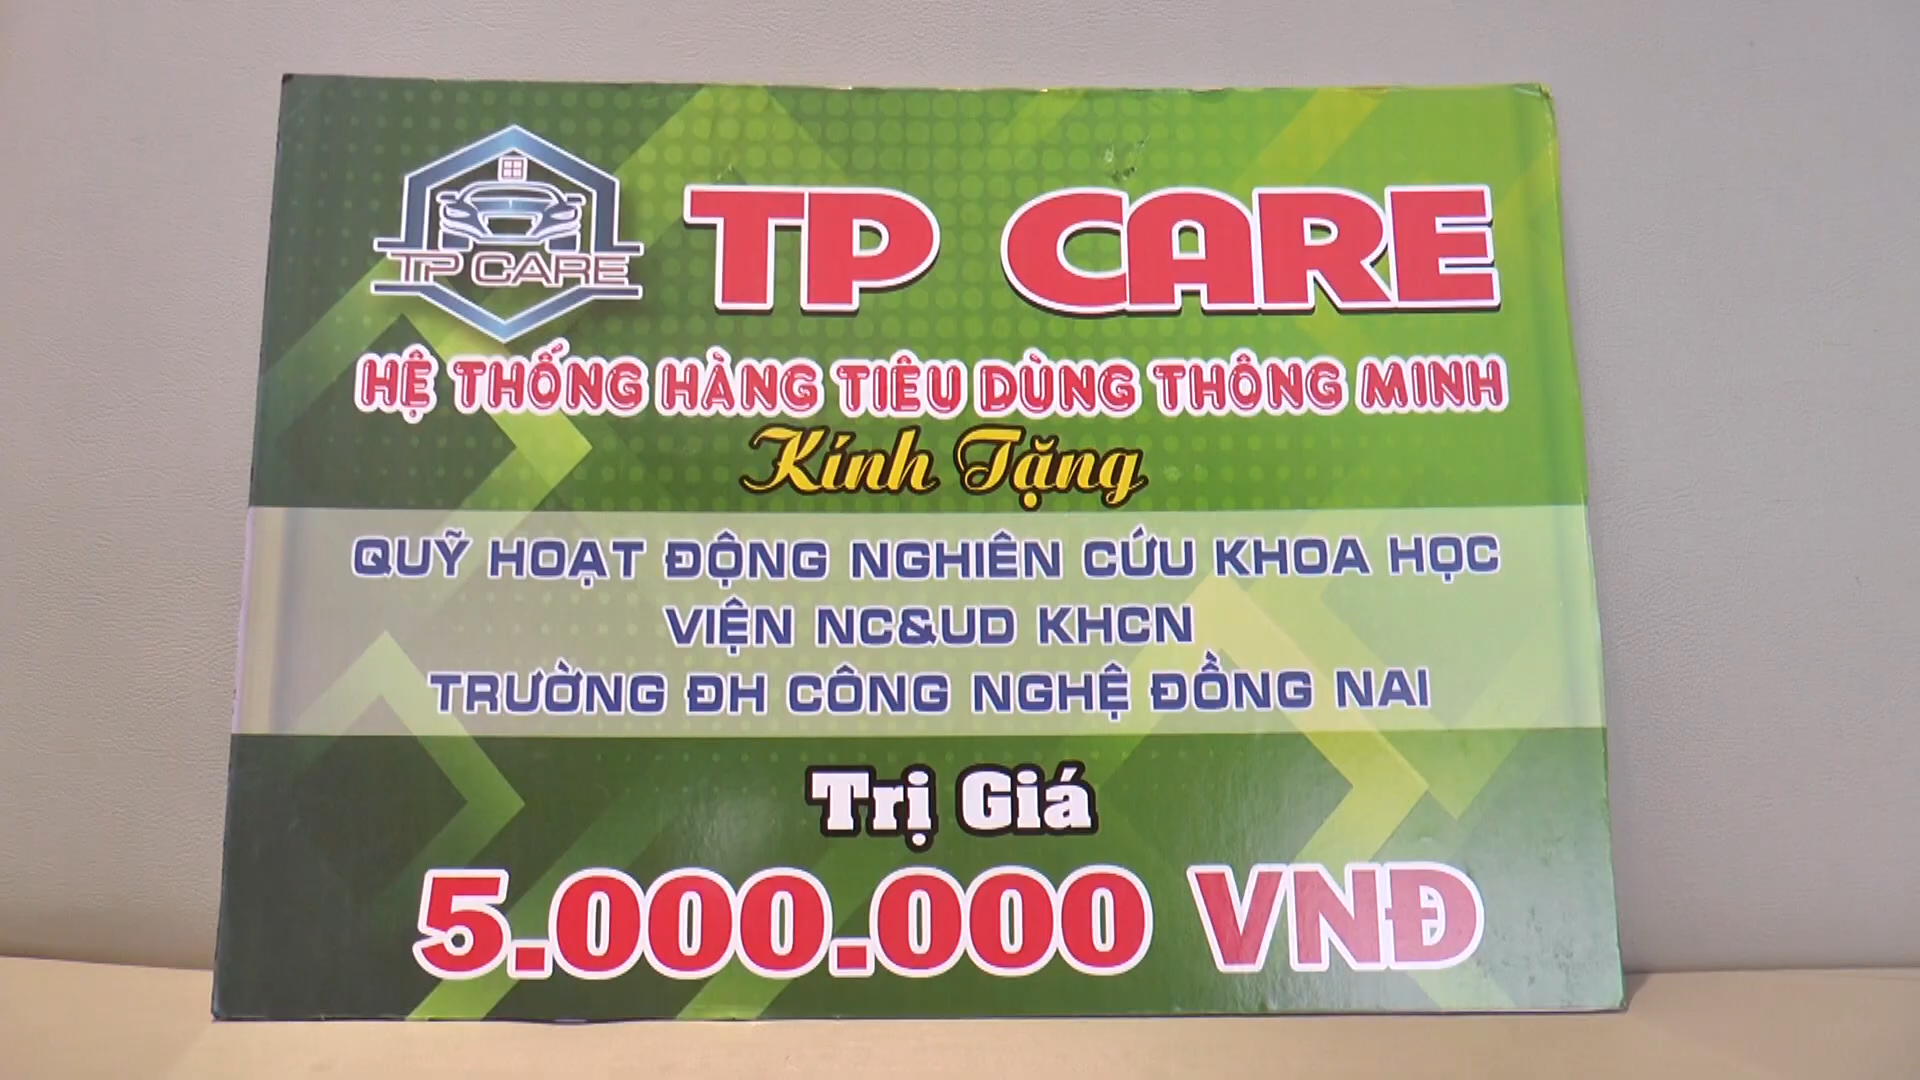 TP CARE
TP CARE
HỆ THỐNG HÀNG TIÊU DÙNG THÔNG MINH
Kính Tặng
QUỸ HOẠT ĐỘNG NGHIÊN CỨU KHOA HỌC
VIỆN NC&UD KHCN
TRƯỜNG ĐH CÔNG NGHỆ ĐỒNG NAI
Trị Giá
5.000.000 VNĐ